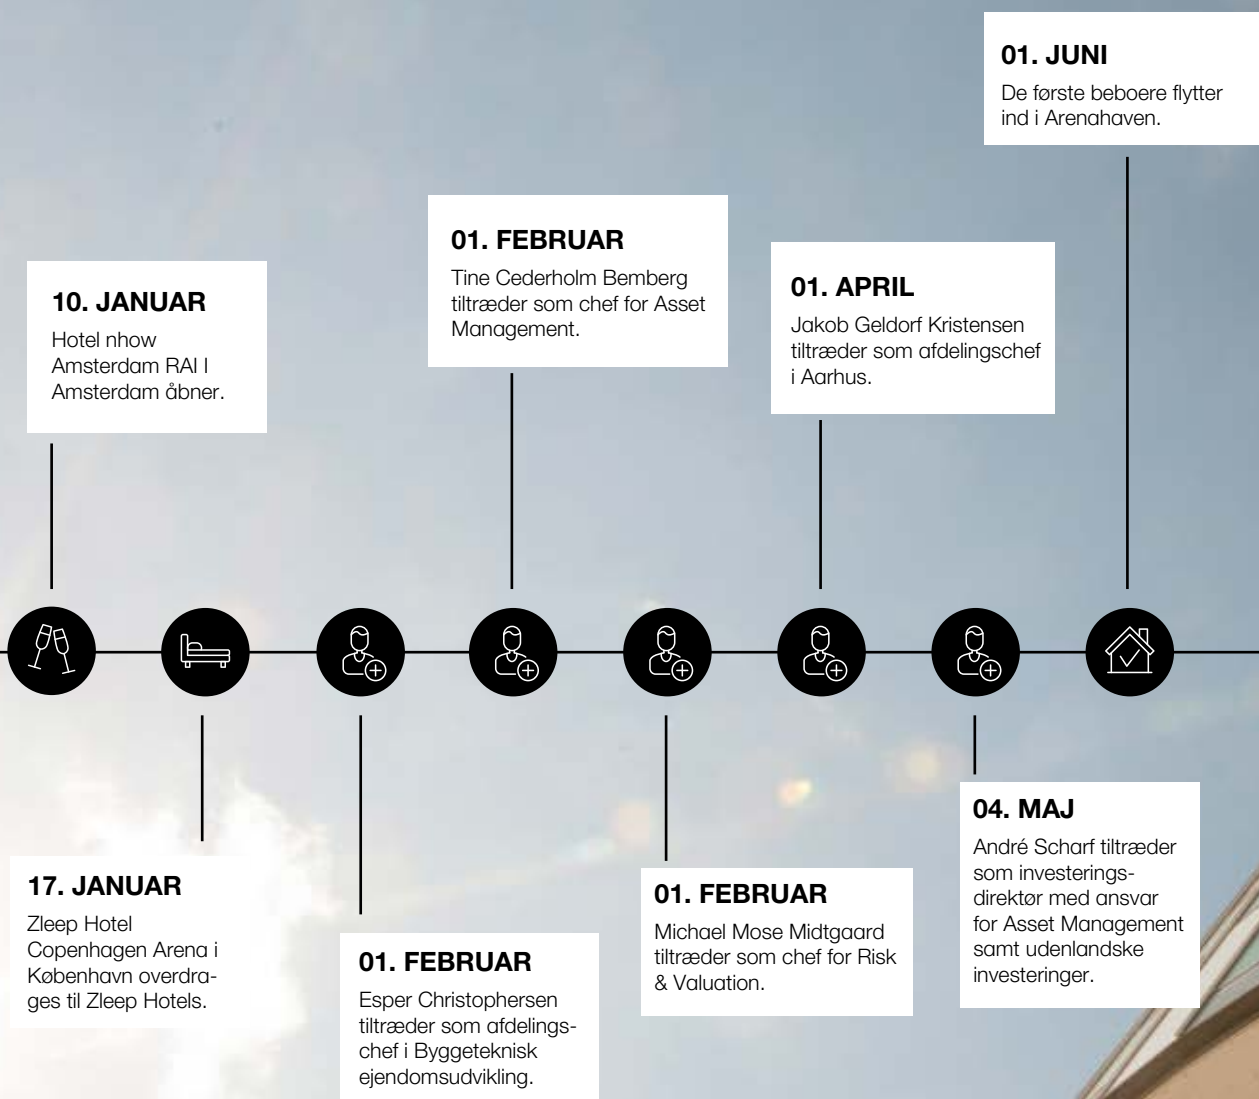 10. JANUAR
Hotel nhow
Amsterdam RAI I
Amsterdam åbner.
17. JANUAR
Zleep Hotel
Copenhagen Arena i
København overdra-
ges til Zleep Hotels.
01. FEBRUAR
Esper Christophersen
tiltræder som afdelings-
chef i Byggeteknisk
ejendomsudvikling.
01. FEBRUAR
Tine Cederholm Bemberg
tiltræder som chef for Asset
Management.
01. FEBRUAR
Michael Mose Midtgaard
tiltræder som chef for Risk
& Valuation.
01. APRIL
Jakob Geldorf Kristensen
tiltræder som afdelingschef
i Aarhus.
04. MAJ
André Scharf tiltræder
som investerings-
direktør med ansvar
for Asset Management
samt udenlandske
investeringer.
01. JUNI
De første beboere flytter
ind i Arenahaven.